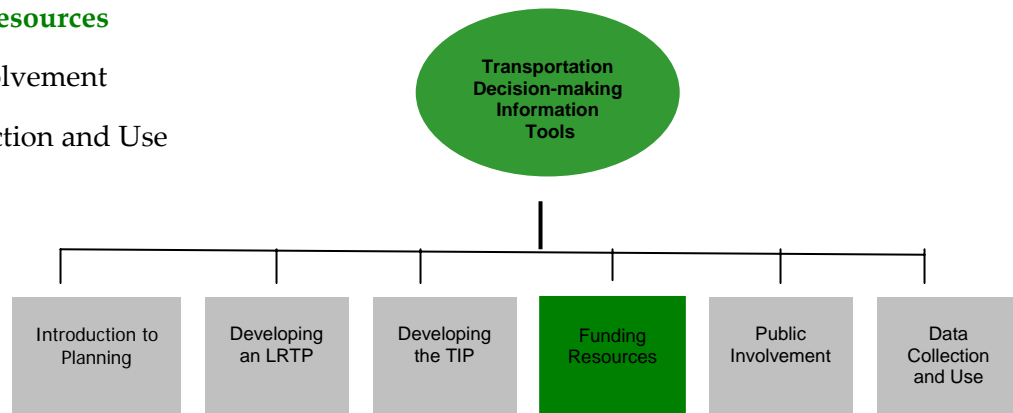 esources
olvement
ction and Use
Transportation
Decision-making
Information
Tools
Introduction to
Planning
Developing
an LRTP
Developing
the TIP
Funding
Resources
Public
Involvement
Data
Collection
and Use